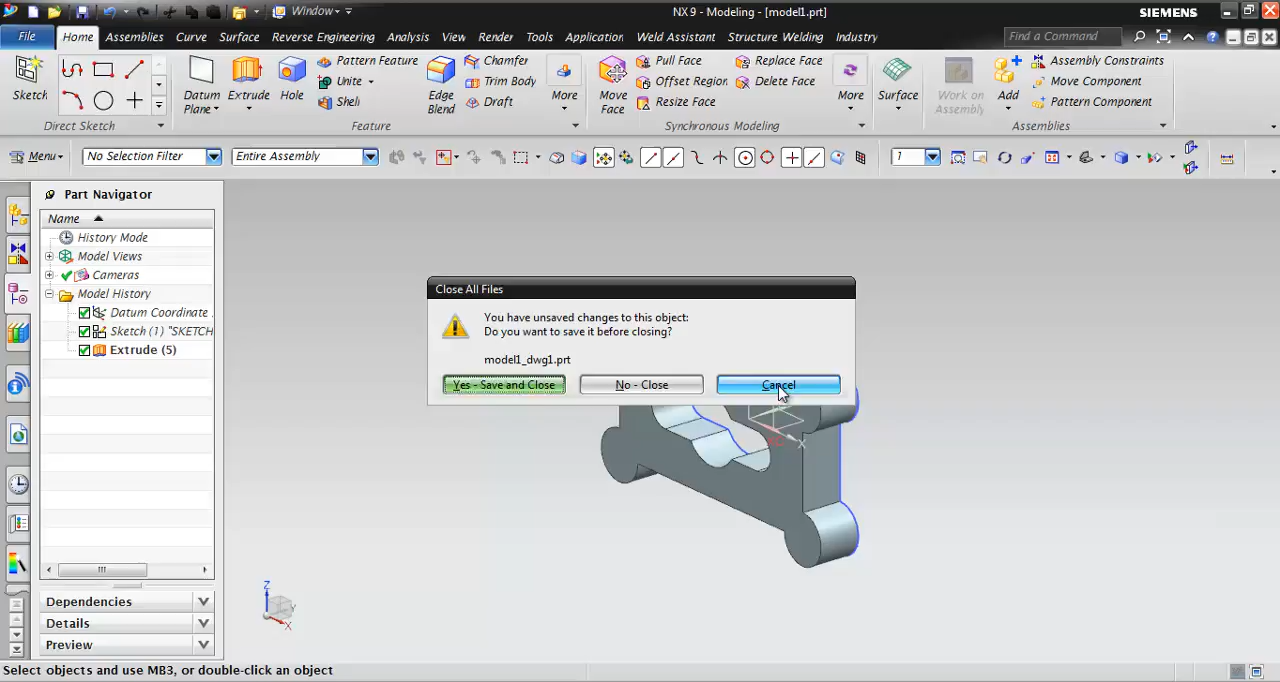 Window
NX 9 - Modeling - [model1.prt]
SIEMENS
File
Home
Assemblies
Curve
Surface
Reverse Engineering
Analysis
View
Render
Tools
Application
Weld Assistant
Structure Welding
Industry
Find a Command
Sketch
Direct Sketch
Datum Plane
Extrude
Hole
Pattern Feature
Unite
Shell
Edge Blend
Chamfer
Trim Body
Draft
More
Feature
Move Face
Pull Face
Offset Region
Resize Face
Replace Face
Delete Face
More
Synchronous Modeling
Surface
Work on Assembly
Add
Assembly Constraints
Move Component
Pattern Component
Assemblies
Menu
No Selection Filter
Entire Assembly
1
Part Navigator
Name
History Mode
Model Views
Cameras
Model History
Datum Coordinate
Sketch (1) "SKETCH
Extrude (5)
Dependencies
Details
Preview
Close All Files
You have unsaved changes to this object:
Do you want to save it before closing?
model1_dwg1.prt
Yes - Save and Close
No - Close
Cancel
X
Z
Y
X
Select objects and use MB3, or double-click an object